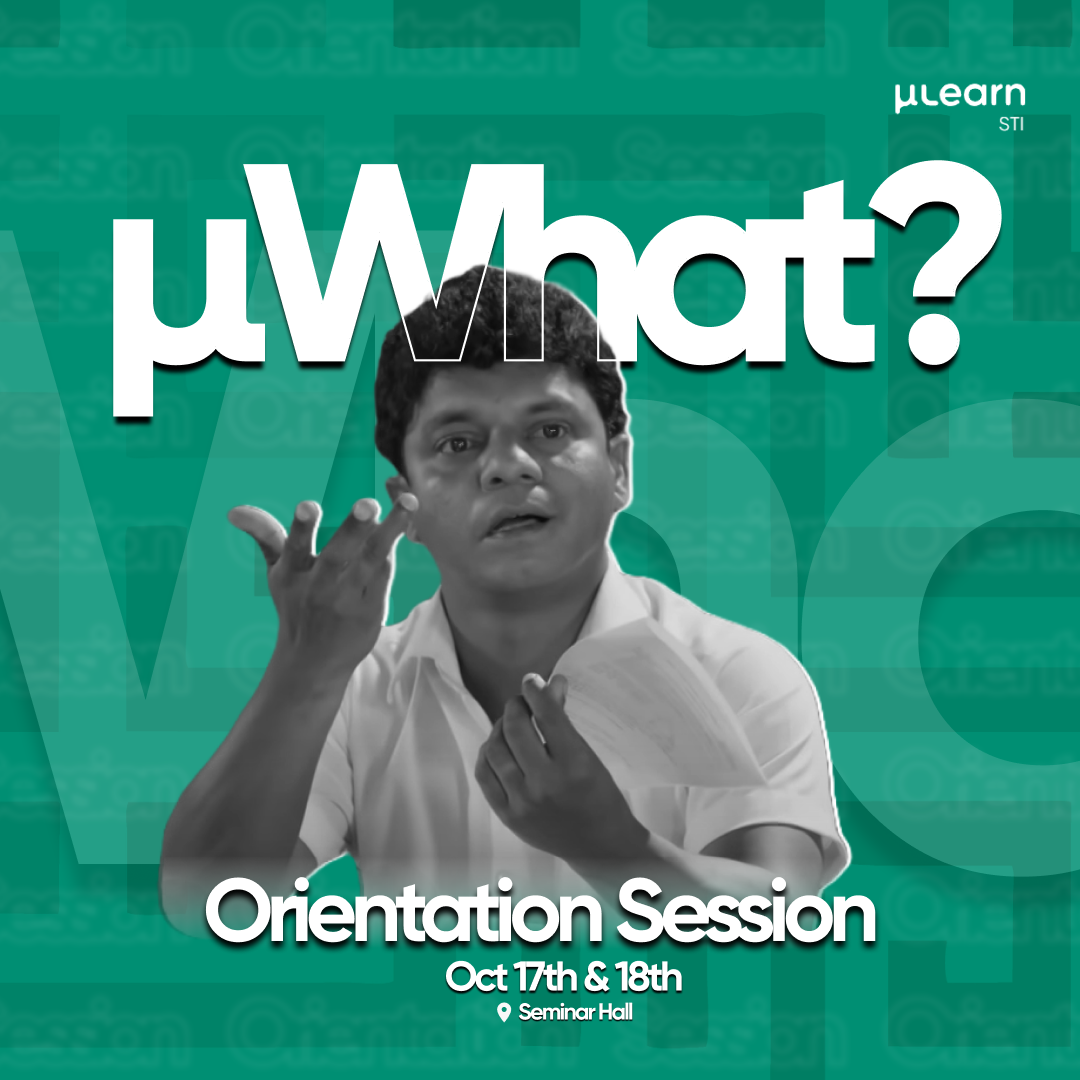 µLearn
STI
µWhat?
Orientation Session
Oct 17th & 18th
Seminar Hall